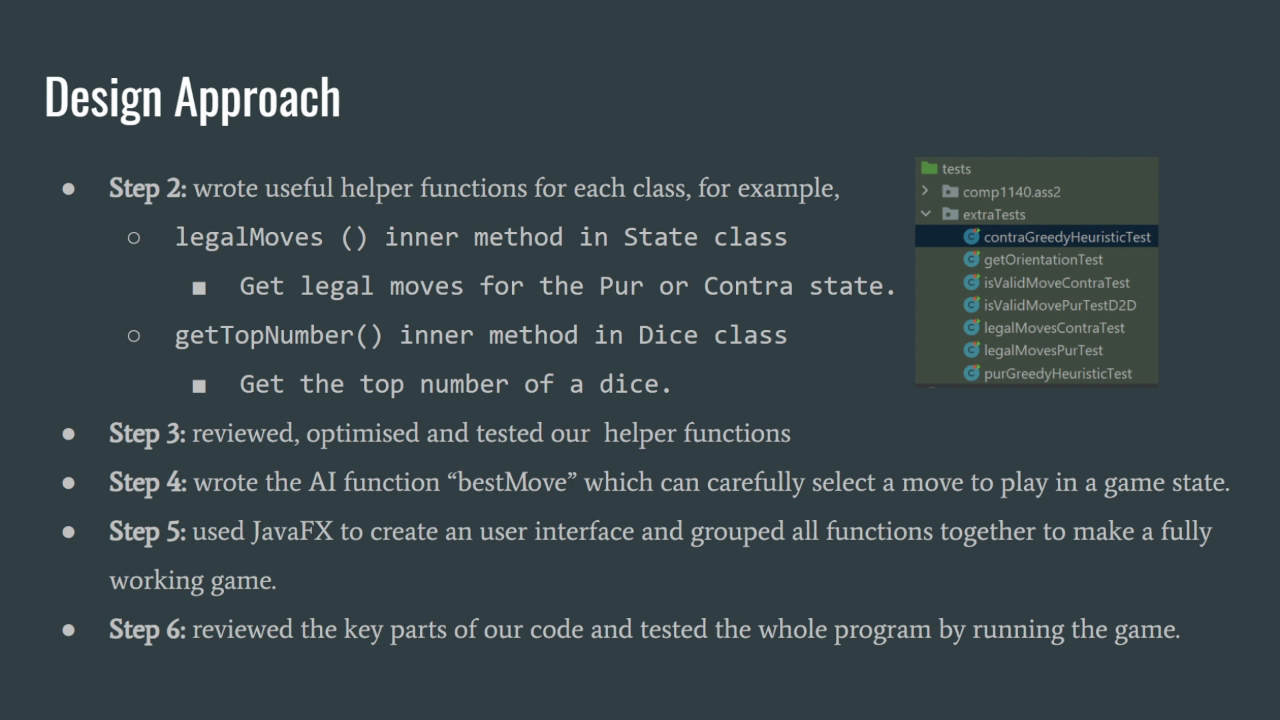 Design Approach
● Step 2: wrote useful helper functions for each class, for example,
○ legalMoves () inner method in State class
■ Get legal moves for the Pur or Contra state.
○ getTopNumber() inner method in Dice class
■ Get the top number of a dice.
● Step 3: reviewed, optimised and tested our  helper functions
● Step 4: wrote the AI function “bestMove” which can carefully select a move to play in a game state.
● Step 5: used JavaFX to create an user interface and grouped all functions together to make a fully
working game.
● Step 6: reviewed the key parts of our code and tested the whole program by running the game.
tests
comp1140.ass2
extraTests
contraGreedyHeuristicTest
getOrientationTest
isValidMoveContraTest
isValidMovePurTestD2D
legalMovesContraTest
legalMovesPurTest
purGreedyHeuristicTest